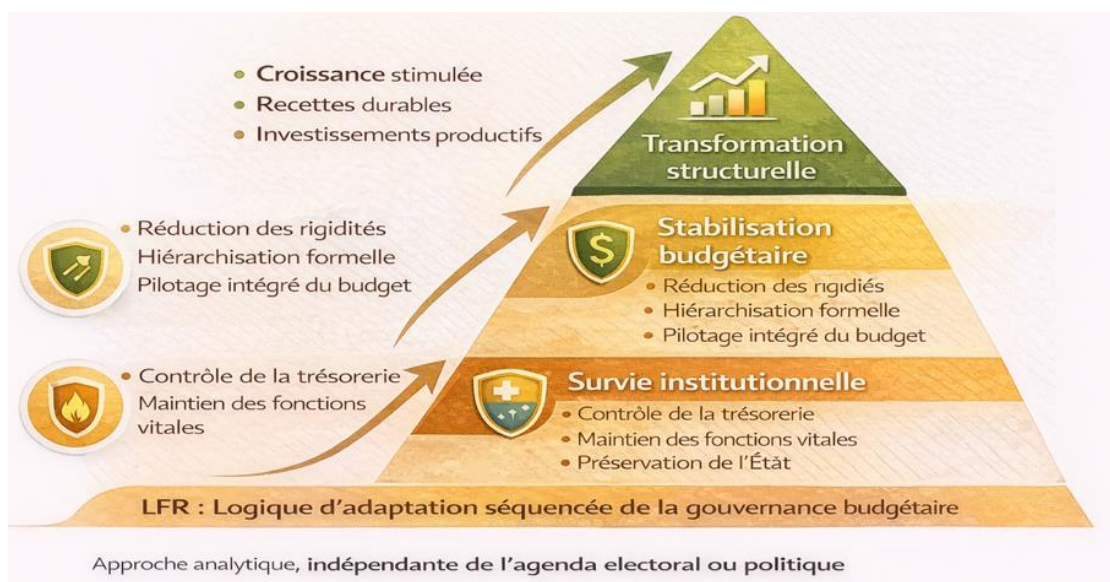 Croissance stimulée
Recettes durables
Investissements productifs
Transformation
structurelle
Réduction des rigidités
Hiérarchisation formelle
Pilotage intégré du budget
$
Stabilisation
budgétaire
Réduction des rigidiés
Hiérarchisation formelle
Pilotage intégré du budget
Contrôle de la trésorerie
Maintien des fonctions
vitales
Survie institutionnelle
Contrôle de la trésorerie
Maintien des fonctions vitales
Préservation de l'Étăt
LFR : Logique d'adaptation séquencée de la gouvernance budgétaire
Approche analytique, indépendante de l'agenda electoral ou politique